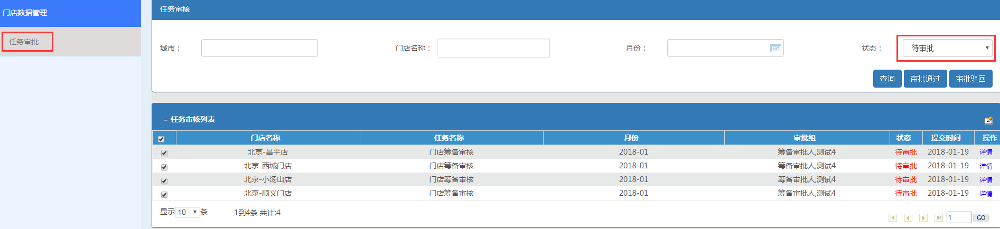 门店数据管理
任务审批
任务审核
城市： 门店名称： 月份： 状态： 待审批
查询 审批通过 审批驳回
任务审核列表
门店名称 任务名称 月份 审批组 状态 提交时间 操作
北京-昌平店 门店筹备审核 2018-01 筹备审批人,测试4 待审批 2018-01-19 详情
北京-西城门店 门店筹备审核 2018-01 筹备审批人,测试4 待审批 2018-01-19 详情
北京-小汤山店 门店筹备审核 2018-01 筹备审批人,测试4 待审批 2018-01-19 详情
北京-顺义门店 门店筹备审核 2018-01 筹备审批人,测试4 待审批 2018-01-19 详情
显示 10 条 1到4条 共计:4
1 GO